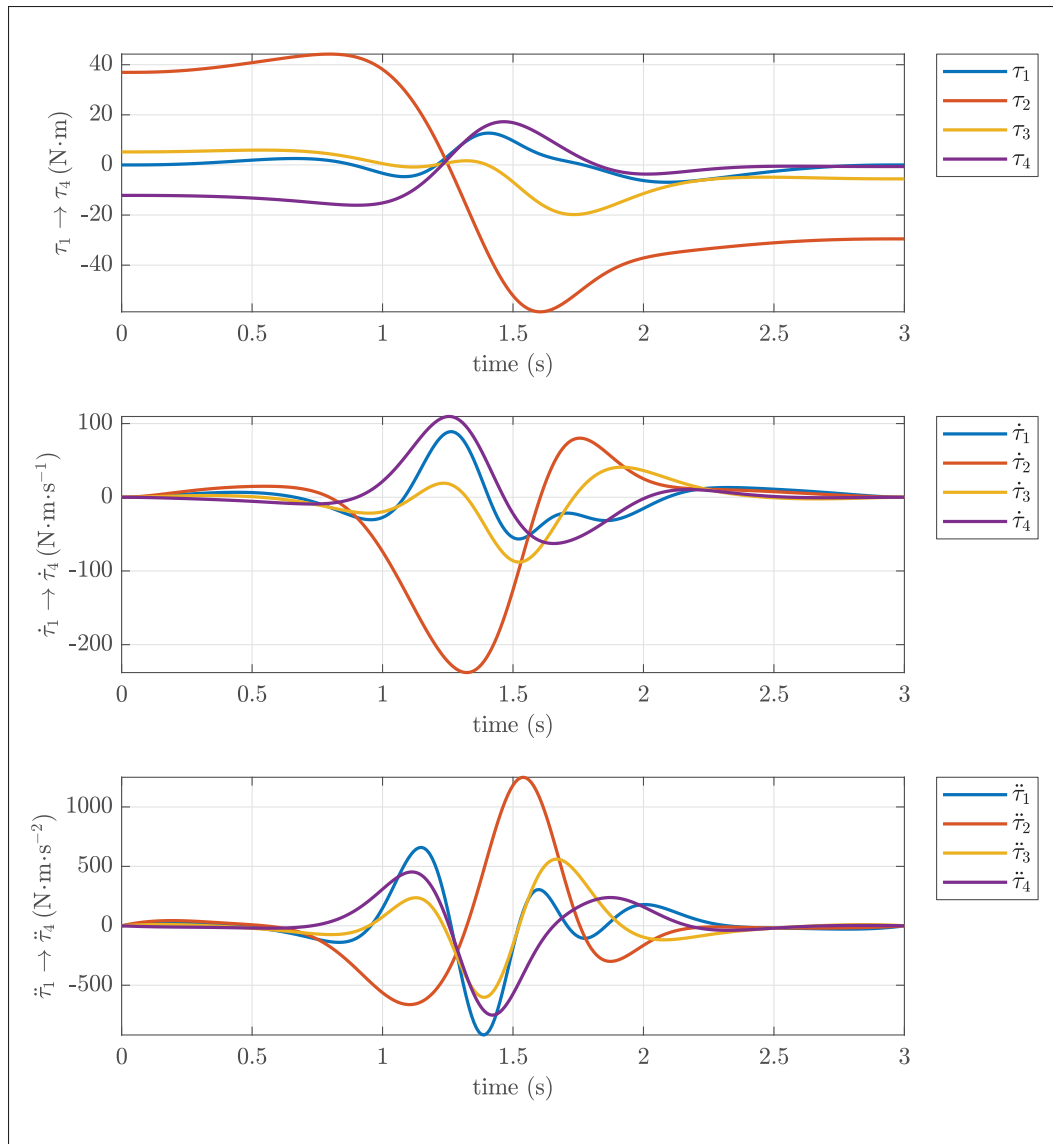 τ₁ → τ₄ (N·m)
40
20
0
-20
-40
0 0.5 1 1.5 2 2.5 3
time (s)
τ₁
τ₂
τ₃
τ₄
τ̇₁ → τ̇₄ (N·m·s⁻¹)
100
0
-100
-200
0 0.5 1 1.5 2 2.5 3
time (s)
τ̇₁
τ̇₂
τ̇₃
τ̇₄
τ̈₁ → τ̈₄ (N·m·s⁻²)
1000
500
0
-500
0 0.5 1 1.5 2 2.5 3
time (s)
τ̈₁
τ̈₂
τ̈₃
τ̈₄